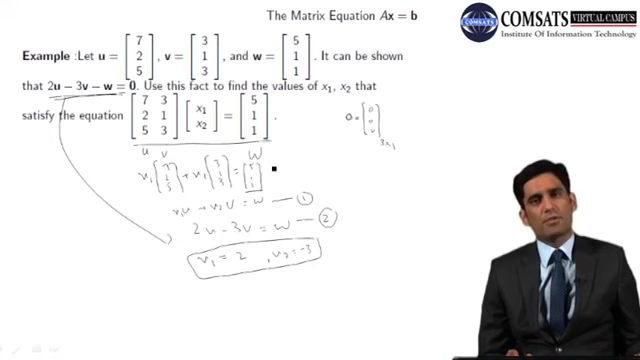 The Matrix Equation Ax = b
COMSATS VIRTUAL CAMPUS
Institute Of Information Technology
Example :Let u = [7 2 5], v = [3 1 3], and w = [5 1 1]. It can be shown
that 2u − 3v − w = 0. Use this fact to find the values of x₁, x₂ that
satisfy the equation [7 3 2 1 5 3] [x₁ x₂] = [5 1 1].
0 = [0 0 0] 3x1
u v w
x₁ [7 2 5] + x₁ [3 1 3] = [5 1 1]
x₁u + x₂v = w — ①
2u − 3v = w — ②
x₁ = 2 , x₂ = −3